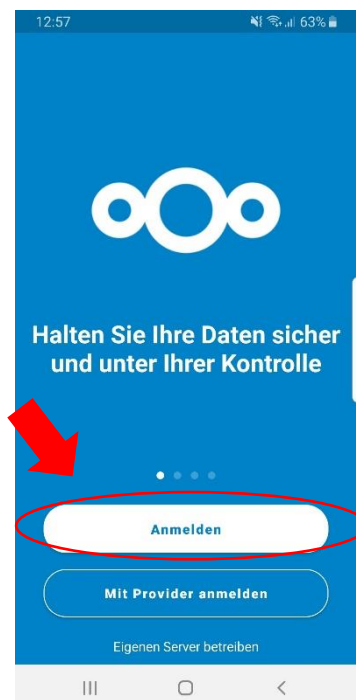 12:57 63%
Halten Sie Ihre Daten sicher
und unter Ihrer Kontrolle
Anmelden
Mit Provider anmelden
Eigenen Server betreiben